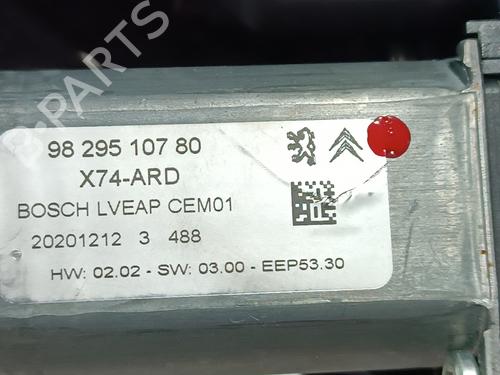 B-PARTS
98 295 107 80
X74-ARD
BOSCH LVEAP CEM01
20201212 3 488
HW: 02.02 - SW: 03.00 - EEP53.30